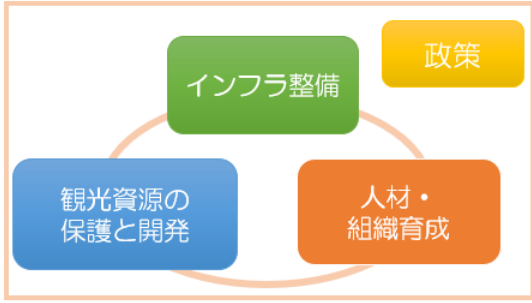 政策
インフラ整備
観光資源の
保護と開発
人材・
組織育成